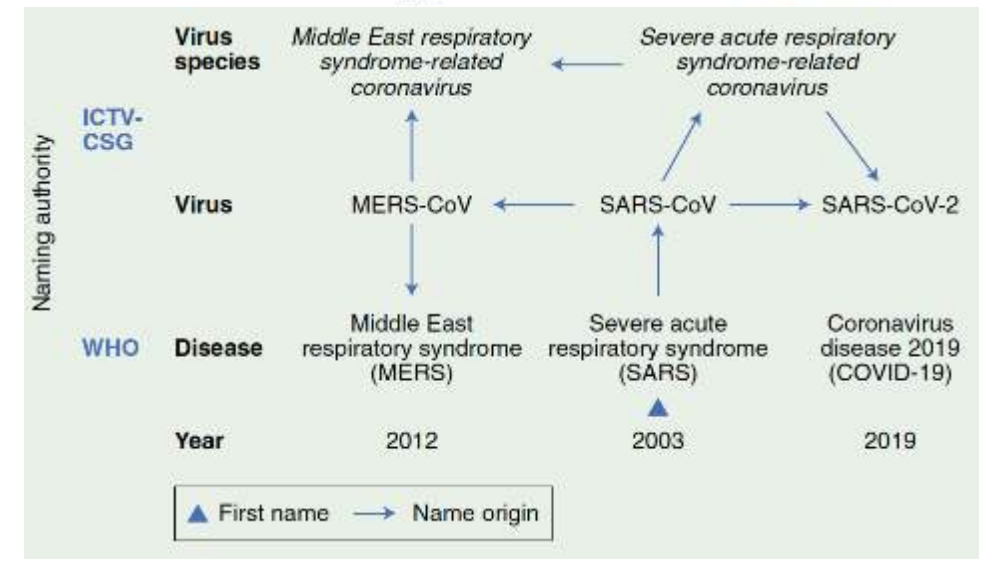 Virus species
Middle East respiratory syndrome-related coronavirus
Severe acute respiratory syndrome-related coronavirus
Naming authority
ICTV-CSG
Virus
MERS-CoV
SARS-CoV
SARS-CoV-2
WHO
Disease
Middle East
respiratory syndrome
(MERS)
Severe acute
respiratory syndrome
(SARS)
Coronavirus
disease 2019
(COVID-19)
Year
2012
2003
2019
First name
Name origin